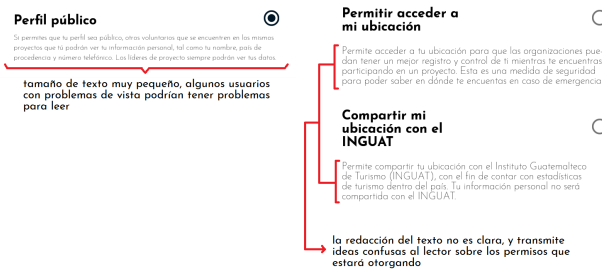 Perfil público
Si permites que tu perfil sea público, otros voluntarios que se encuentren en los mismos
proyectos que tú podrán ver tu información personal, tal como tu nombre, país de
procedencia y número telefónico. Los líderes de proyecto siempre podrán ver tus datos.
tamaño de texto muy pequeño, algunos usuarios
con problemas de vista podrían tener problemas
para leer
Permitir acceder a
mi ubicación
Permite acceder a tu ubicación para que las organizaciones pue-
dan tener un mejor registro y control de ti mientras te encuentras
participando en un proyecto. Esta es una medida de seguridad
para poder saber en dónde te encuentas en caso de emergencia
Compartir mi
ubicación con el
INGUAT
Permite compartir tu ubicación con el Instituto Guatemalteco
de Turismo (INGUAT), con el fin de contar con estadísticas
de turismo dentro del país. Tu información personal no será
compartida con el INGUAT.
la redacción del texto no es clara, y transmite
ideas confusas al lector sobre los permisos que
estará otorgando